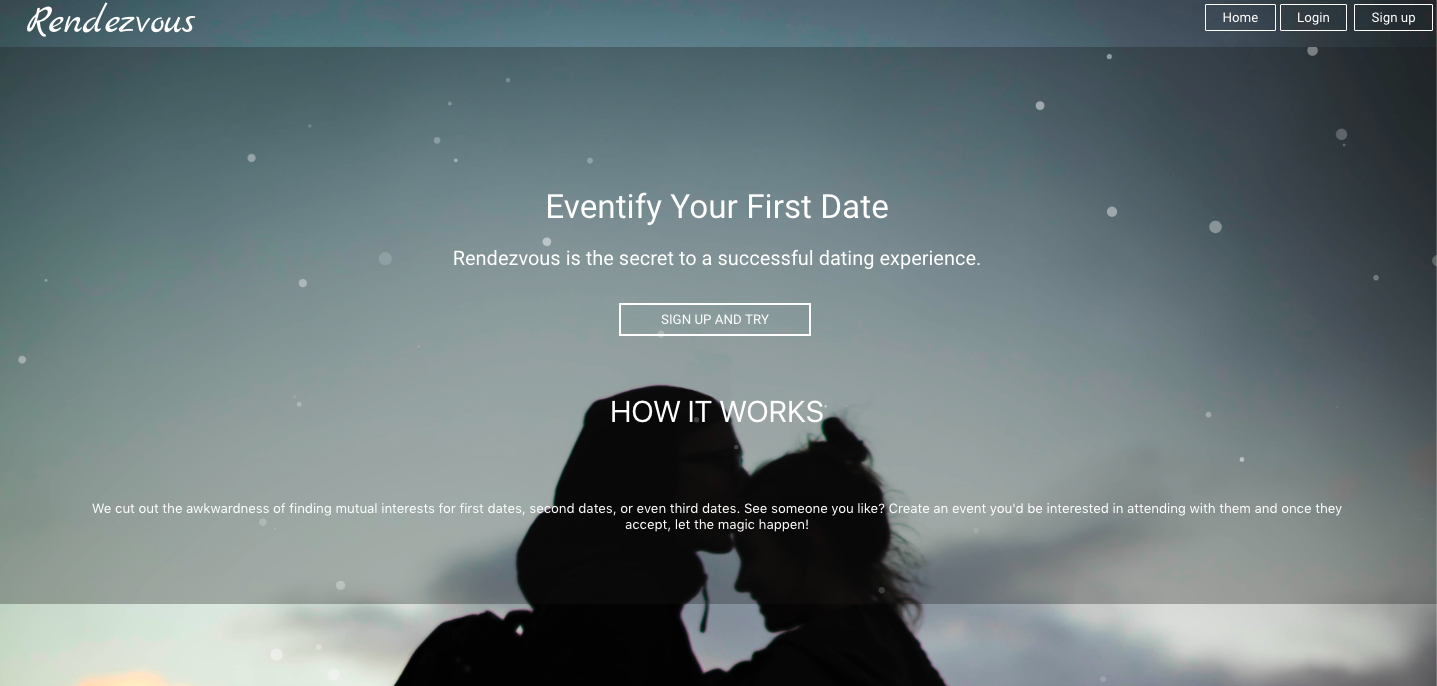 Rendezvous
Home
Login
Sign up
Eventify Your First Date
Rendezvous is the secret to a successful dating experience.
SIGN UP AND TRY
HOW IT WORKS
We cut out the awkwardness of finding mutual interests for first dates, second dates, or even third dates. See someone you like? Create an event you'd be interested in attending with them and once they
accept, let the magic happen!